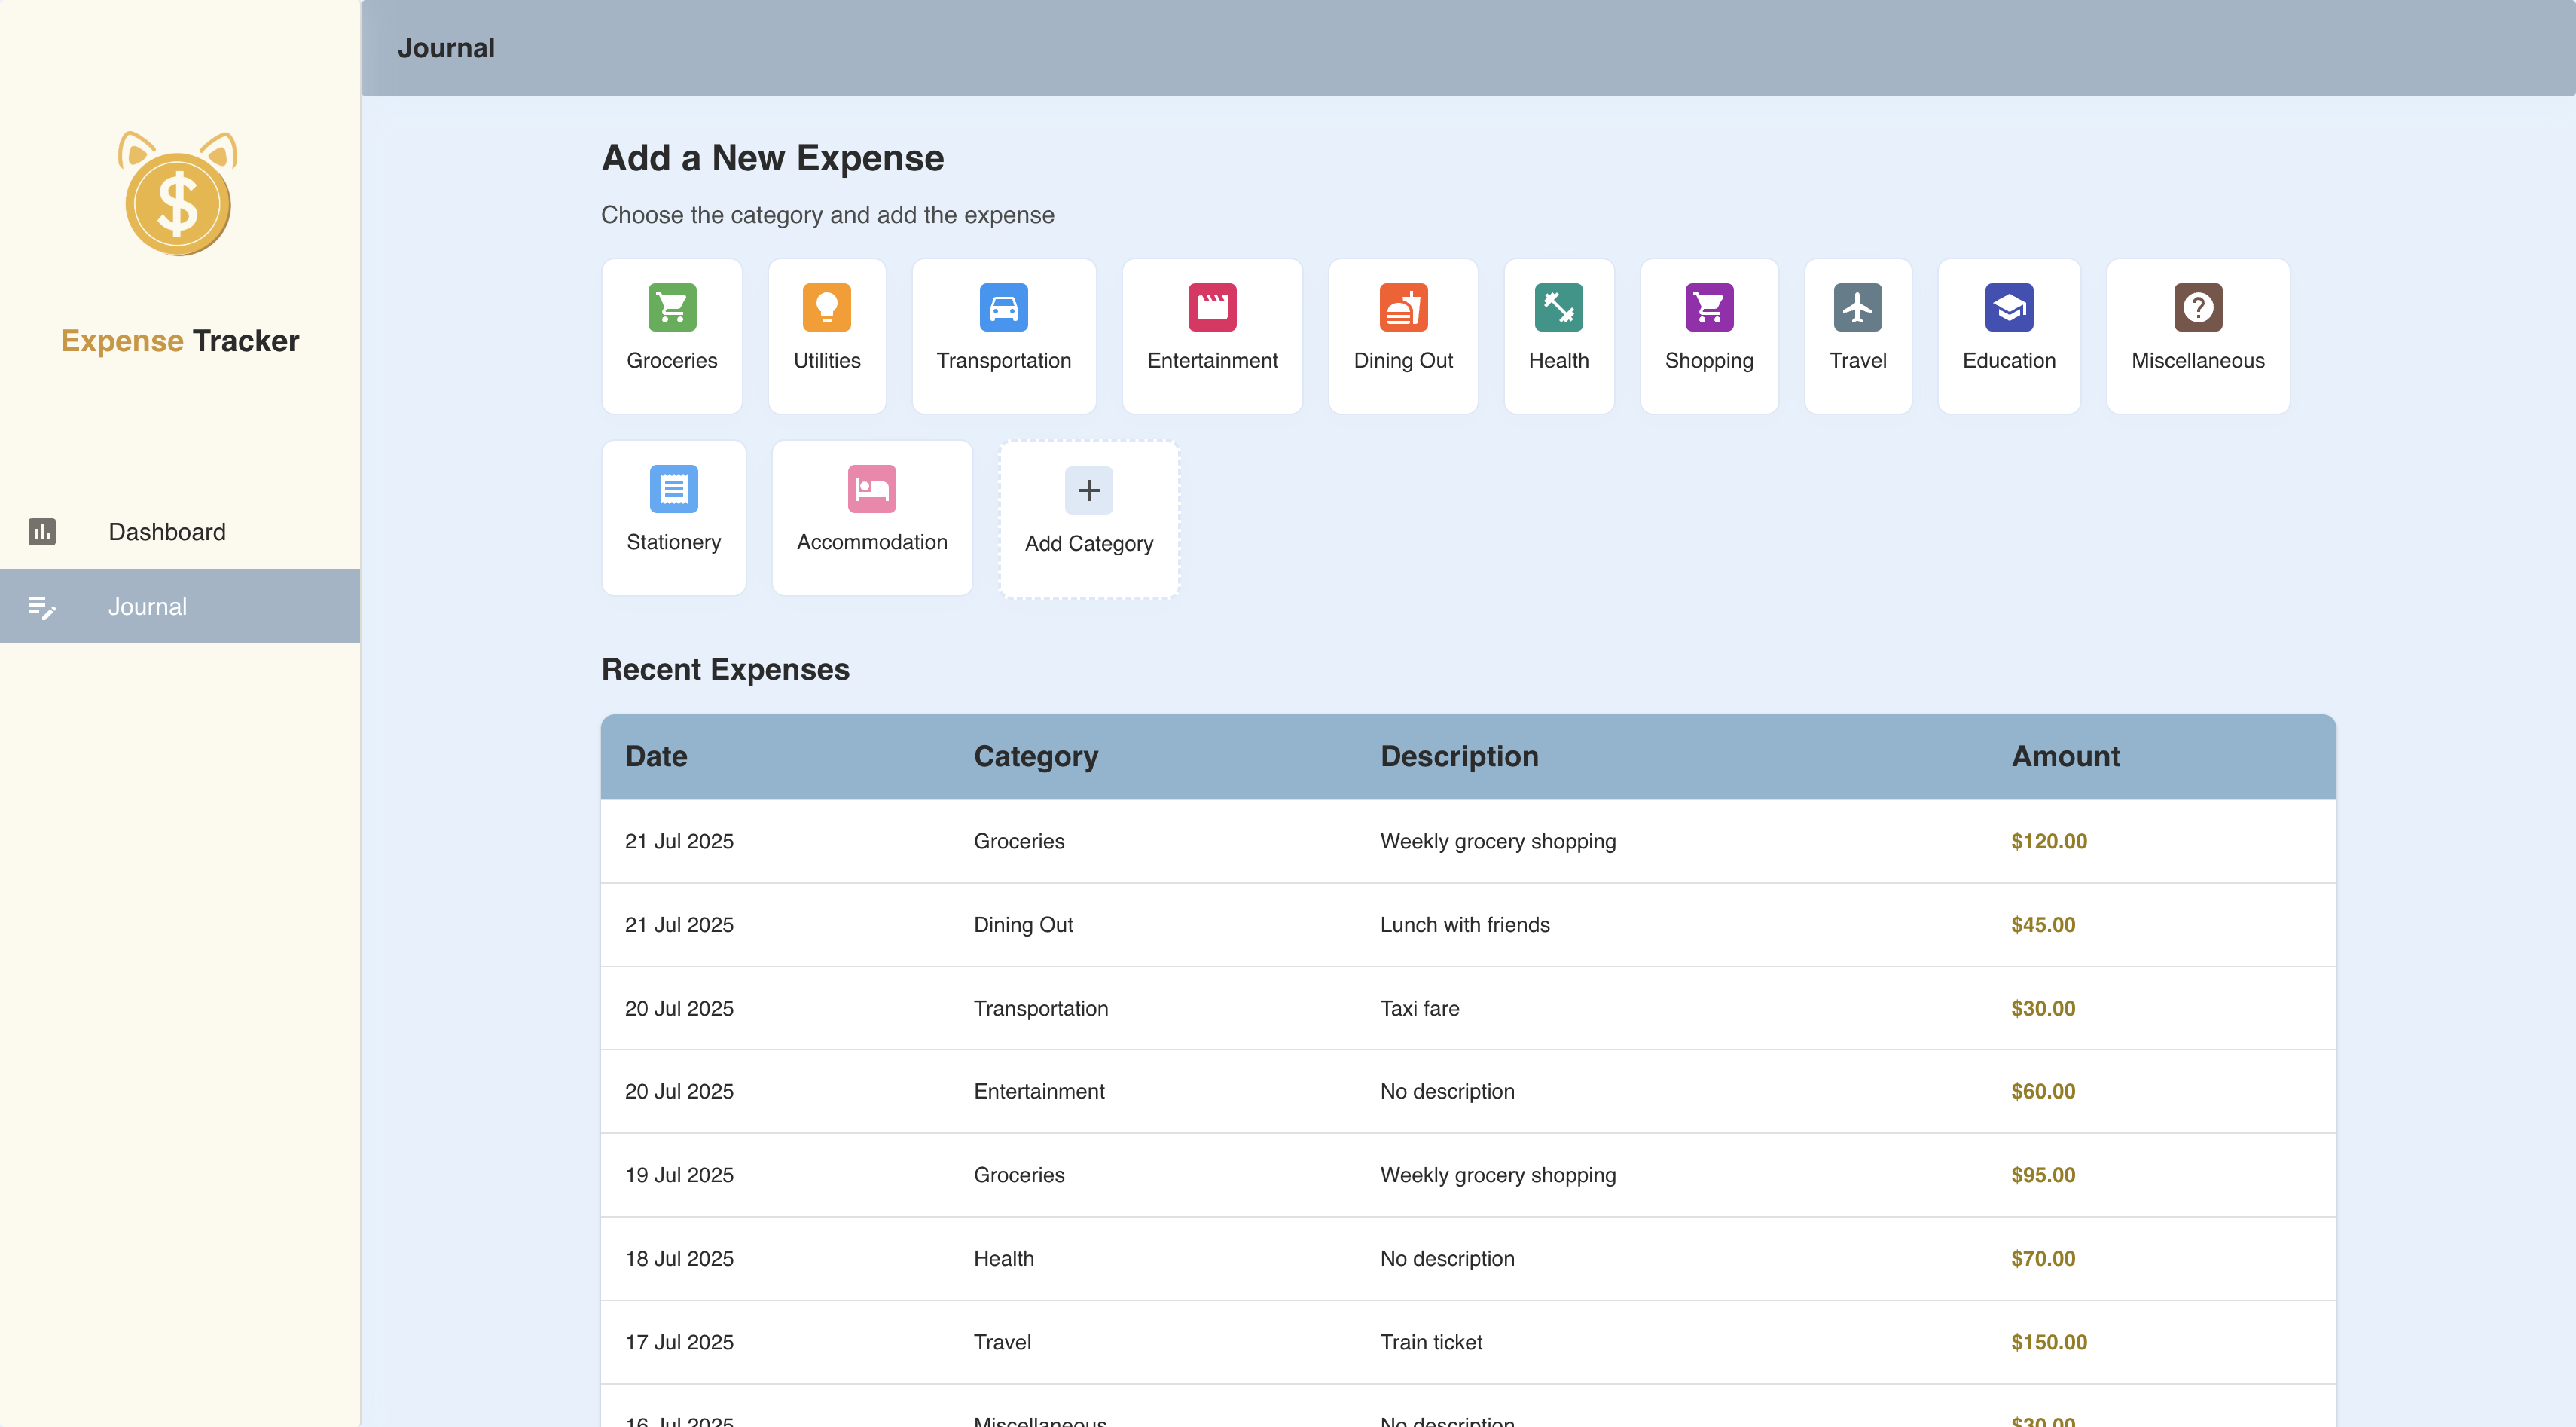 Journal
Expense Tracker
Dashboard
Journal
Add a New Expense
Choose the category and add the expense
Groceries Utilities Transportation Entertainment Dining Out Health Shopping Travel Education Miscellaneous
Stationery Accommodation Add Category
Recent Expenses
Date Category Description Amount
21 Jul 2025 Groceries Weekly grocery shopping $120.00
21 Jul 2025 Dining Out Lunch with friends $45.00
20 Jul 2025 Transportation Taxi fare $30.00
20 Jul 2025 Entertainment No description $60.00
19 Jul 2025 Groceries Weekly grocery shopping $95.00
18 Jul 2025 Health No description $70.00
17 Jul 2025 Travel Train ticket $150.00
16 Jul 2025 Miscellaneous No description $30.00